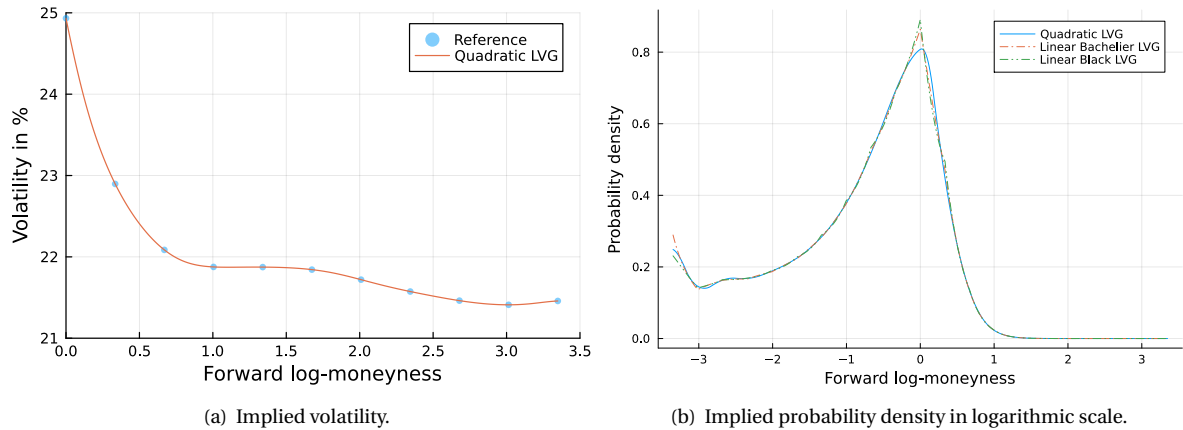 25
24
23
22
21
Volatility in %
0.0 0.5 1.0 1.5 2.0 2.5 3.0 3.5
Forward log-moneyness
Reference
Quadratic LVG
(a) Implied volatility.
0.8
0.6
0.4
0.2
0.0
Probability density
−3 −2 −1 0 1 2 3
Forward log-moneyness
Quadratic LVG
Linear Bachelier LVG
Linear Black LVG
(b) Implied probability density in logarithmic scale.